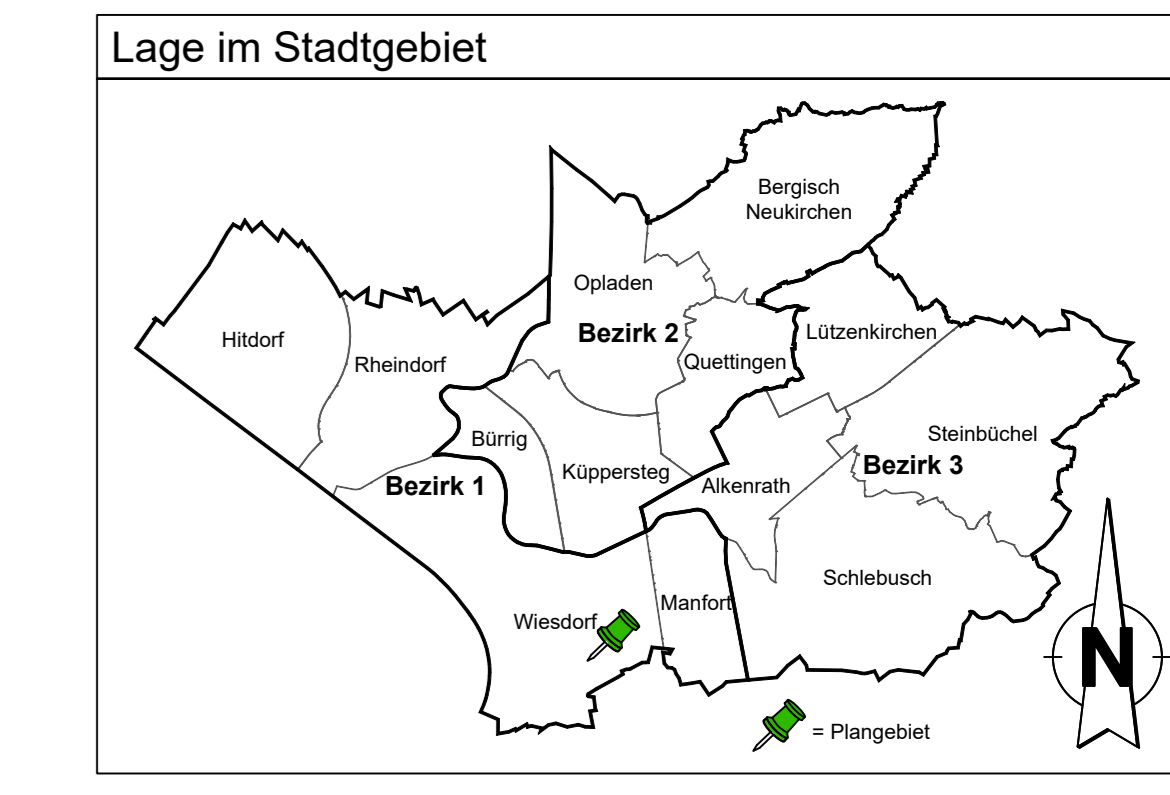 Lage im Stadtgebiet
Bergisch
Neukirchen
Opladen
Hitdorf
Bezirk 2
Lützenkirchen
Rheindorf
Quettingen
Bürrig
Steinbüchel
Küppersteg
Bezirk 3
Bezirk 1
Alkenrath
Schlebusch
Manfort
Wiesdorf
N
= Plangebiet